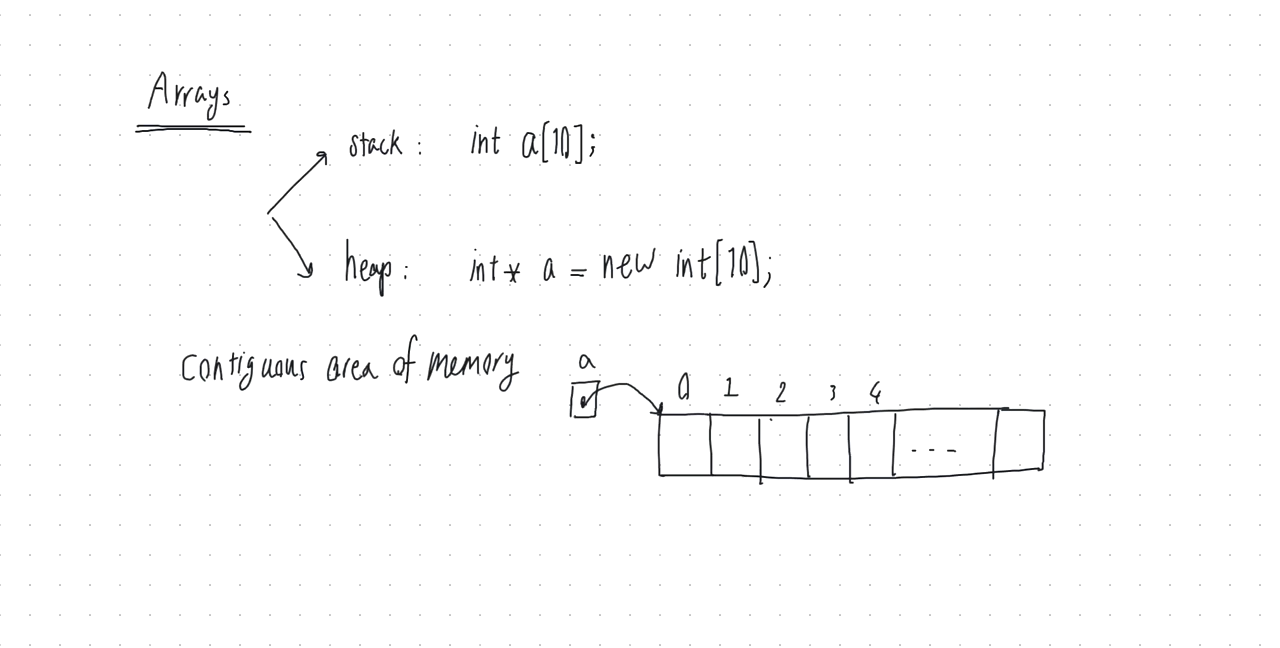 Arrays
stack : int a[10];
heap : int* a = new int[10];
Contiguous area of memory
a
0 1 2 3 4
---